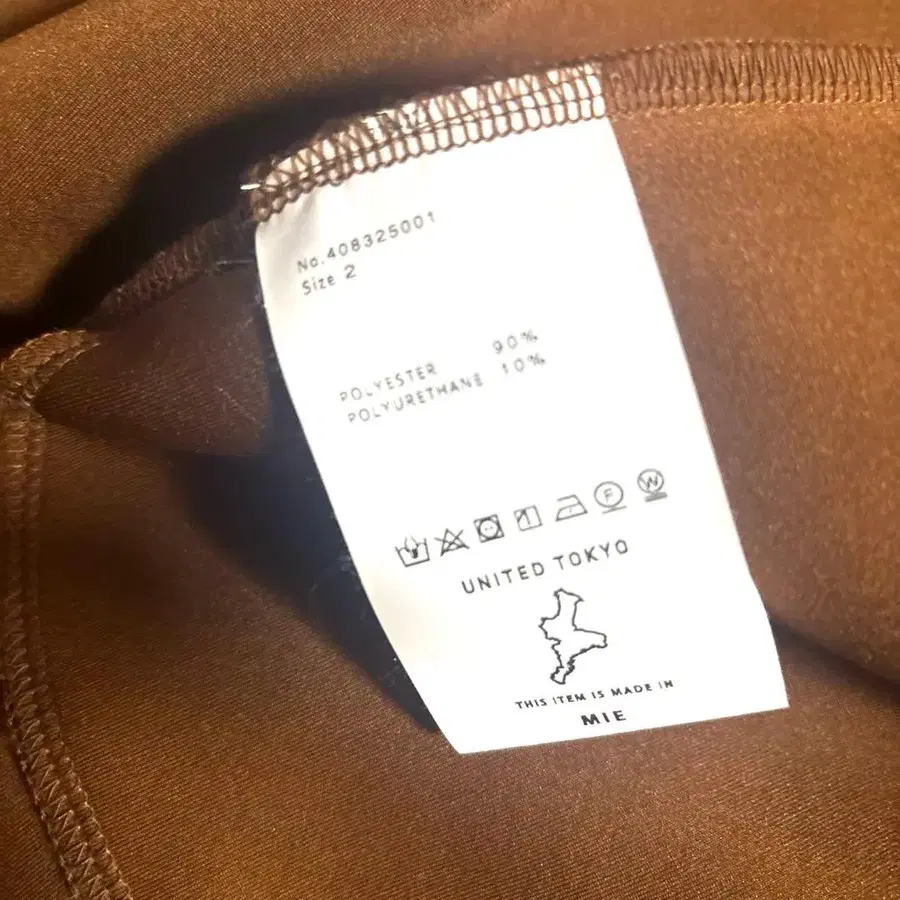 No.408325001
Size 2
POLYESTER 90%
POLYURETHANE 10%
F W
UNITED TOKYO
THIS ITEM IS MADE IN
MIE